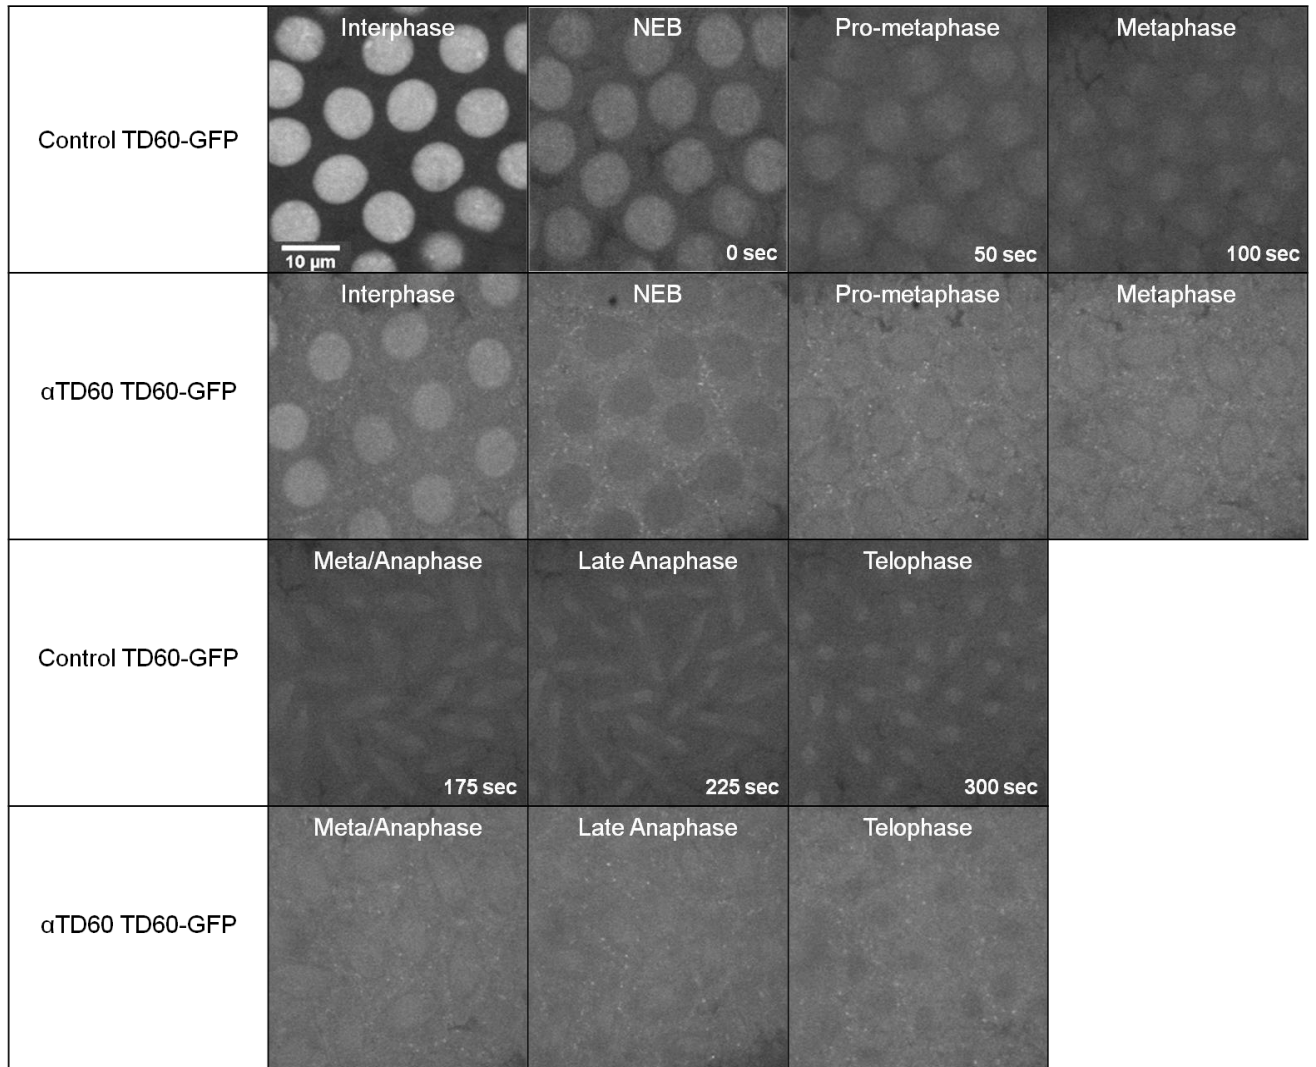 Control TD60-GFP
Interphase
NEB
Pro-metaphase
Metaphase
10 µm
0 sec
50 sec
100 sec
αTD60 TD60-GFP
Interphase
NEB
Pro-metaphase
Metaphase
Control TD60-GFP
Meta/Anaphase
Late Anaphase
Telophase
175 sec
225 sec
300 sec
αTD60 TD60-GFP
Meta/Anaphase
Late Anaphase
Telophase